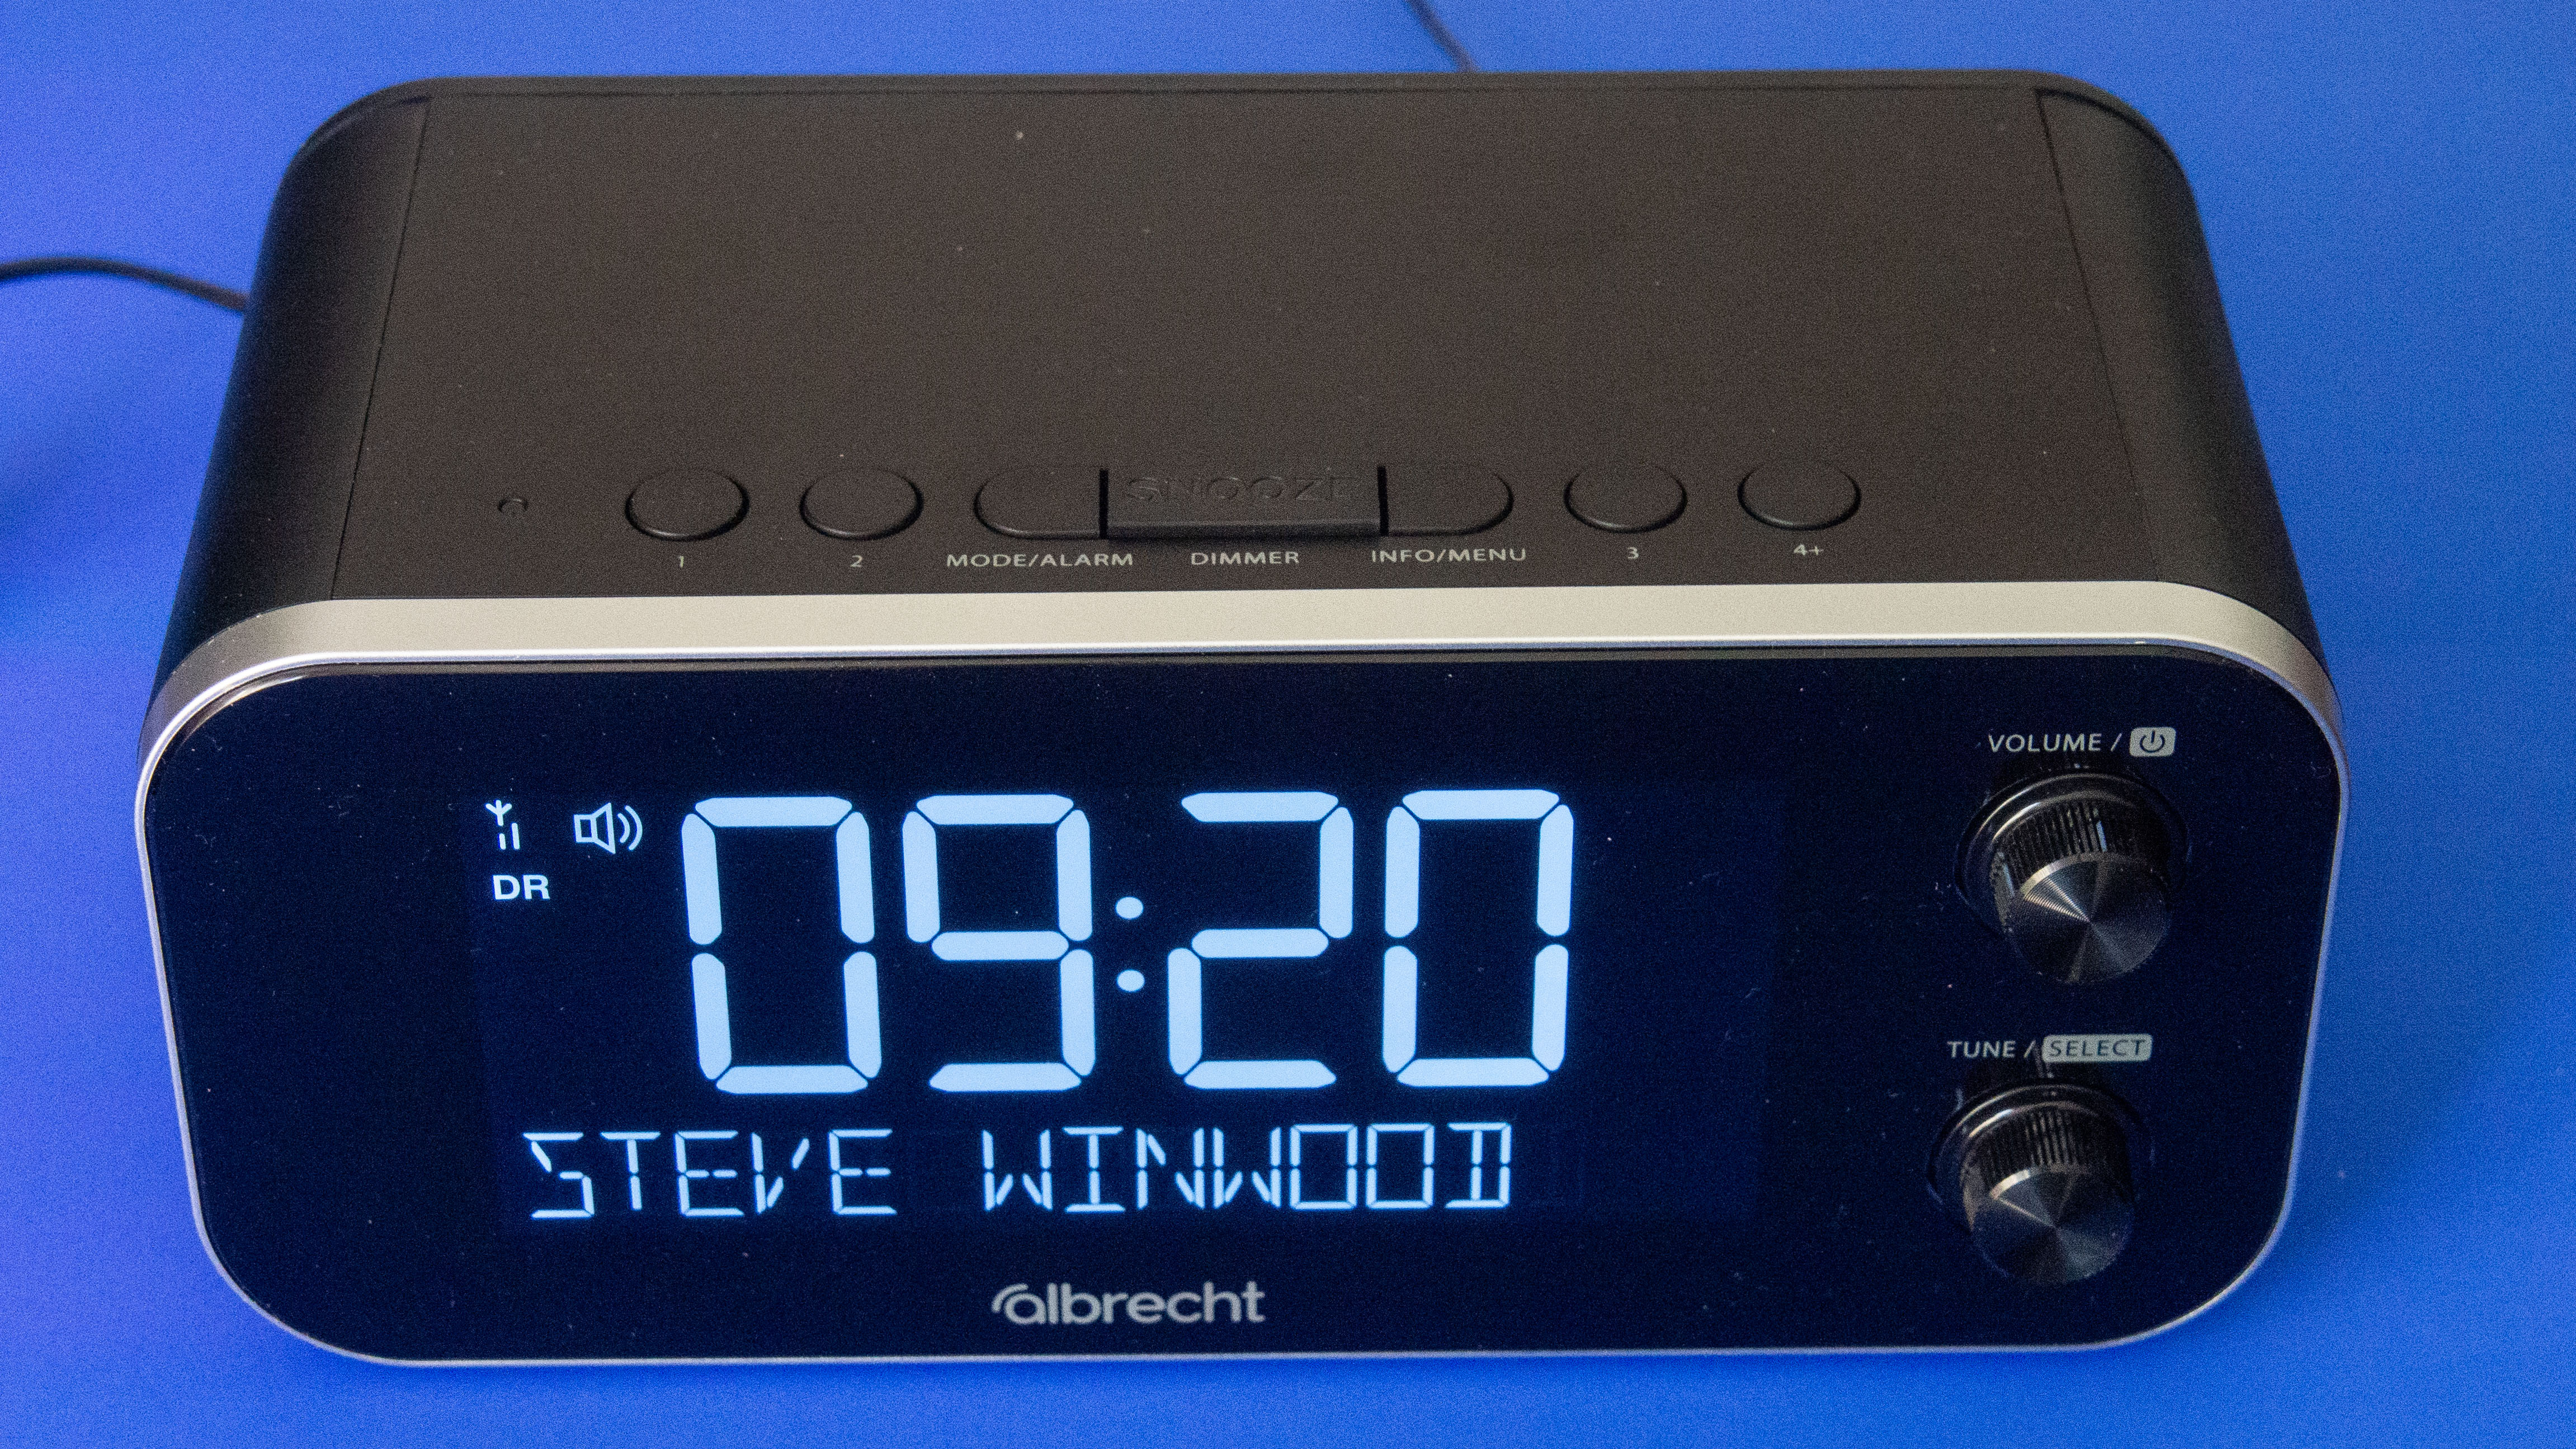 SNOOZE
1 2 MODE/ALARM DIMMER INFO/MENU 3 4+
VOLUME /
09:20
DR
TUNE / SELECT
STEVE WINWOOD
albrecht